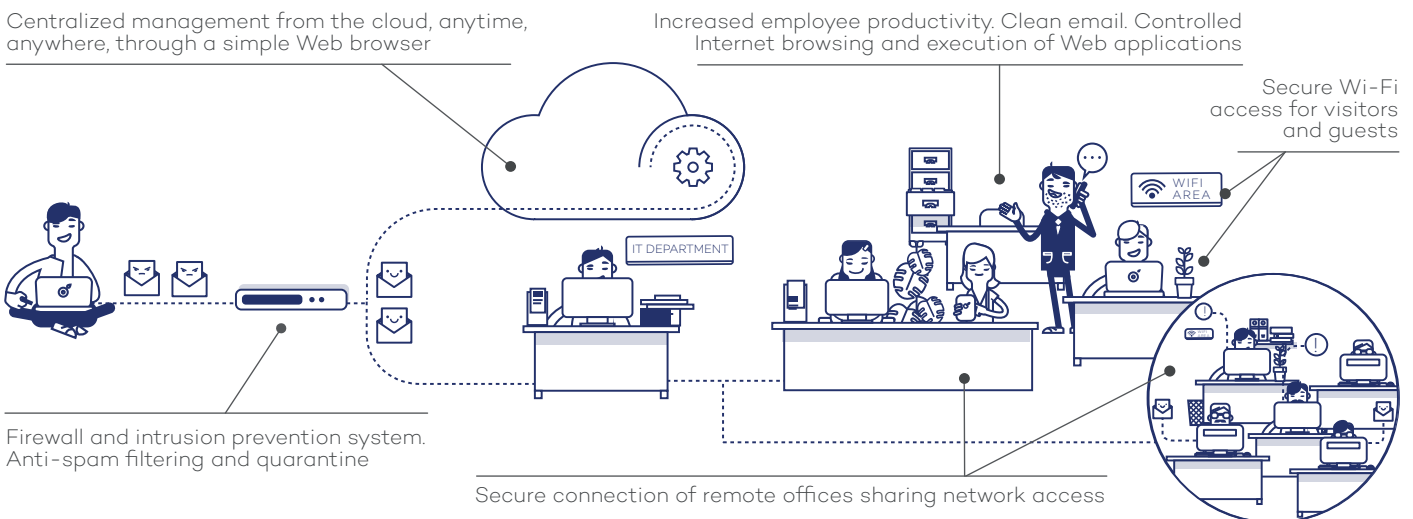 Centralized management from the cloud, anytime,
anywhere, through a simple Web browser
Increased employee productivity. Clean email. Controlled
Internet browsing and execution of Web applications
Secure Wi-Fi
access for visitors
and guests
WIFI
AREA
IT DEPARTMENT
!
!
Firewall and intrusion prevention system.
Anti-spam filtering and quarantine
Secure connection of remote offices sharing network access